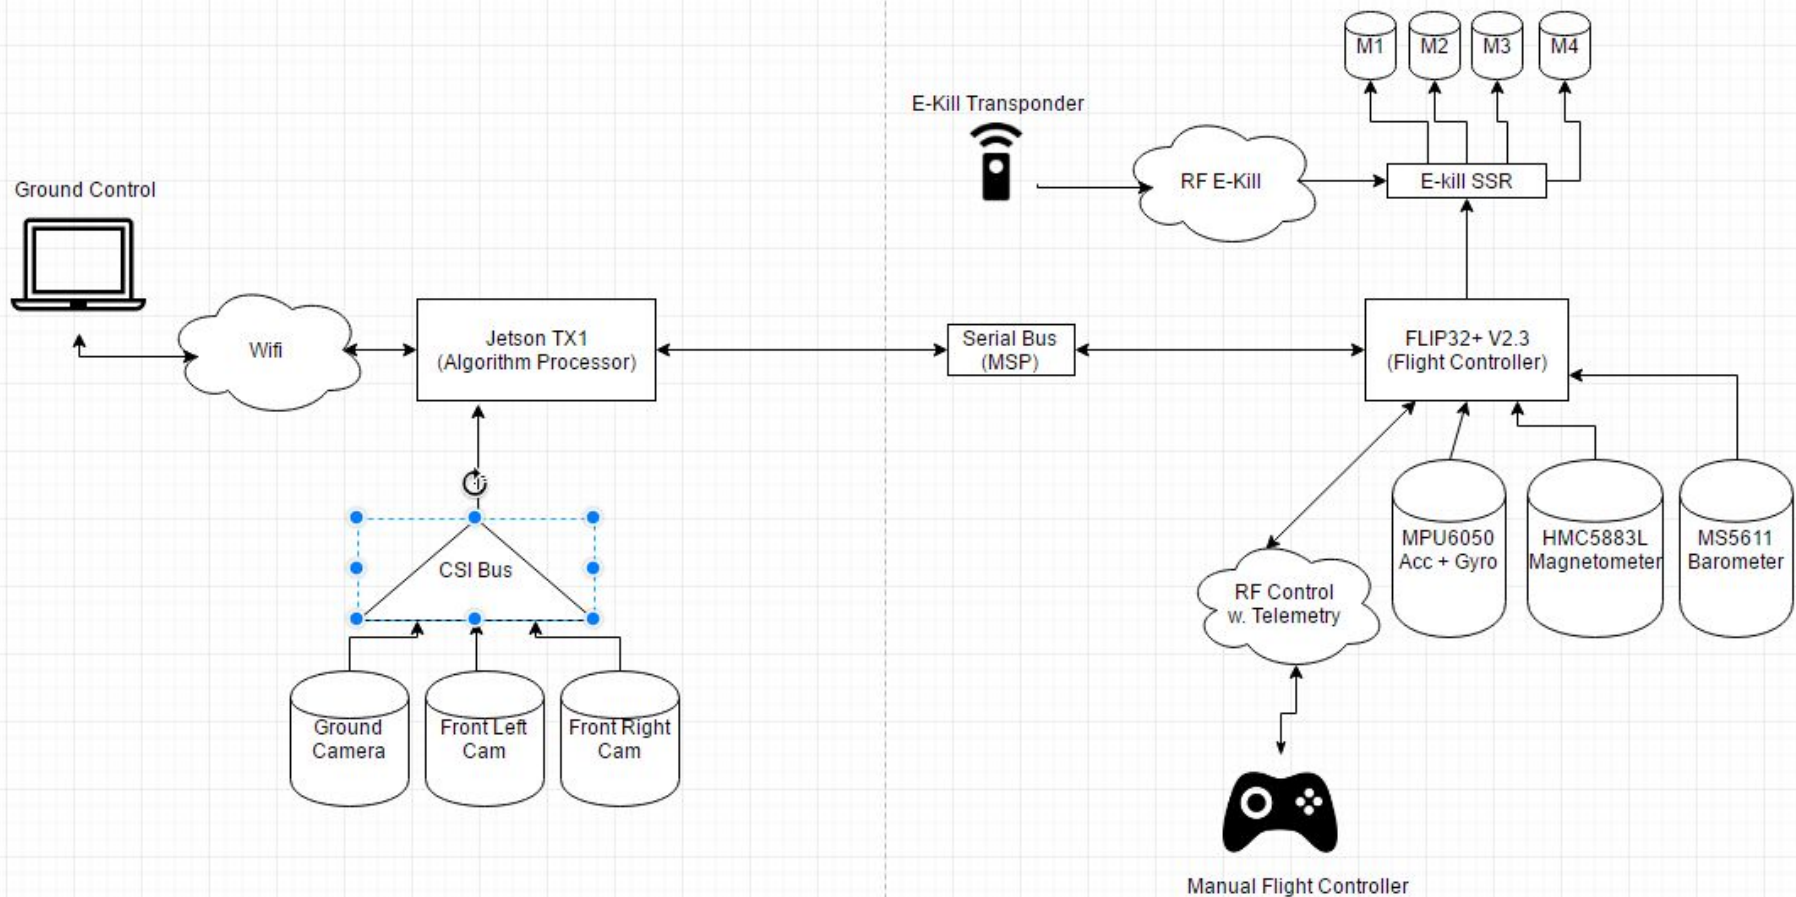 M1
M2
M3
M4
E-Kill Transponder
RF E-Kill
E-kill SSR
Ground Control
Wifi
Jetson TX1
(Algorithm Processor)
Serial Bus
(MSP)
FLIP32+ V2.3
(Flight Controller)
CSI Bus
MPU6050
Acc + Gyro
HMC5883L
Magnetometer
MS5611
Barometer
RF Control
w. Telemetry
Ground
Camera
Front Left
Cam
Front Right
Cam
Manual Flight Controller